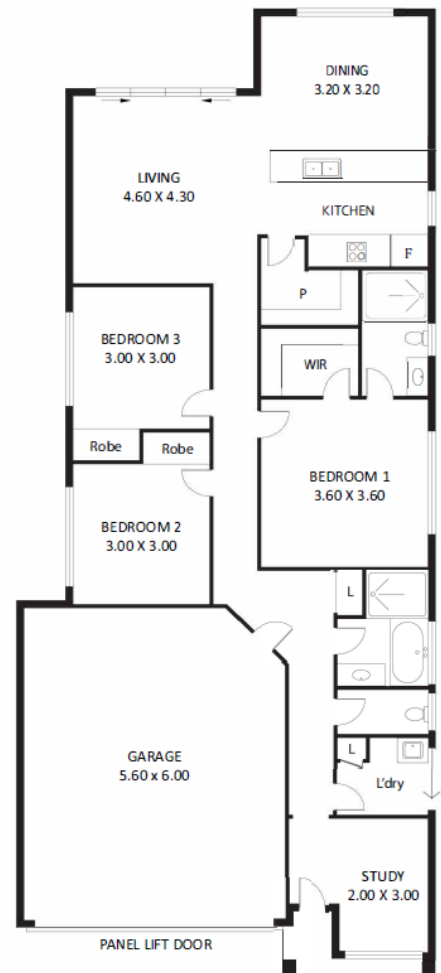 DINING
3.20 X 3.20
LIVING
4.60 X 4.30
KITCHEN
F
P
BEDROOM 3
3.00 X 3.00
WIR
Robe
Robe
BEDROOM 1
3.60 X 3.60
BEDROOM 2
3.00 X 3.00
L
L
L'dry
GARAGE
5.60 x 6.00
STUDY
2.00 X 3.00
PANEL LIFT DOOR